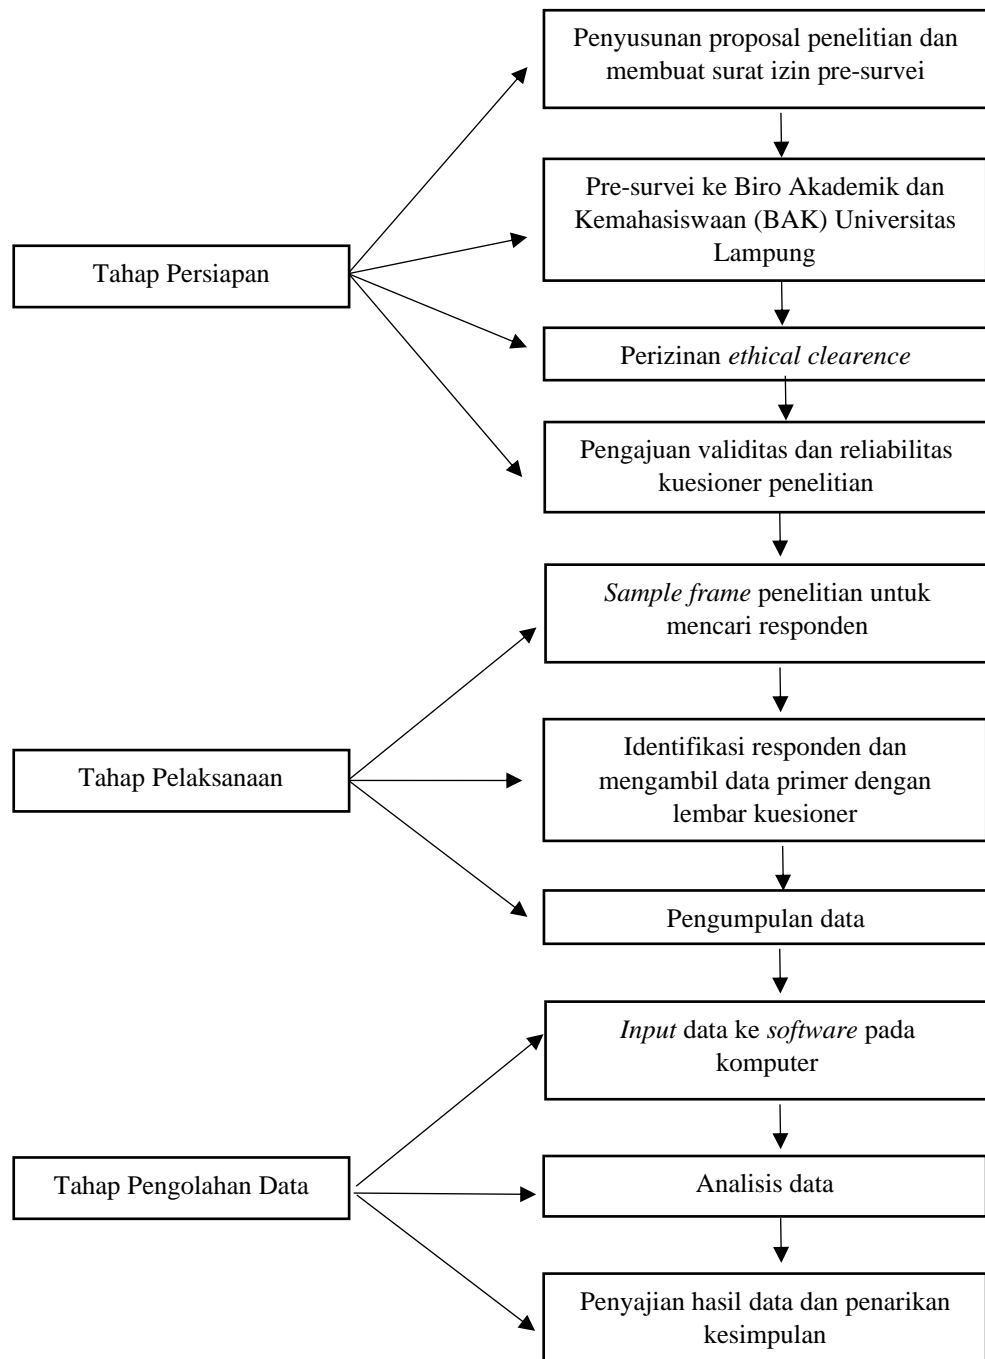 Penyusunan proposal penelitian dan
membuat surat izin pre-survei
Pre-survei ke Biro Akademik dan
Kemahasiswaan (BAK) Universitas
Lampung
Tahap Persiapan
Perizinan ethical clearence
Pengajuan validitas dan reliabilitas
kuesioner penelitian
Sample frame penelitian untuk
mencari responden
Tahap Pelaksanaan
Identifikasi responden dan
mengambil data primer dengan
lembar kuesioner
Pengumpulan data
Input data ke software pada
komputer
Tahap Pengolahan Data
Analisis data
Penyajian hasil data dan penarikan
kesimpulan